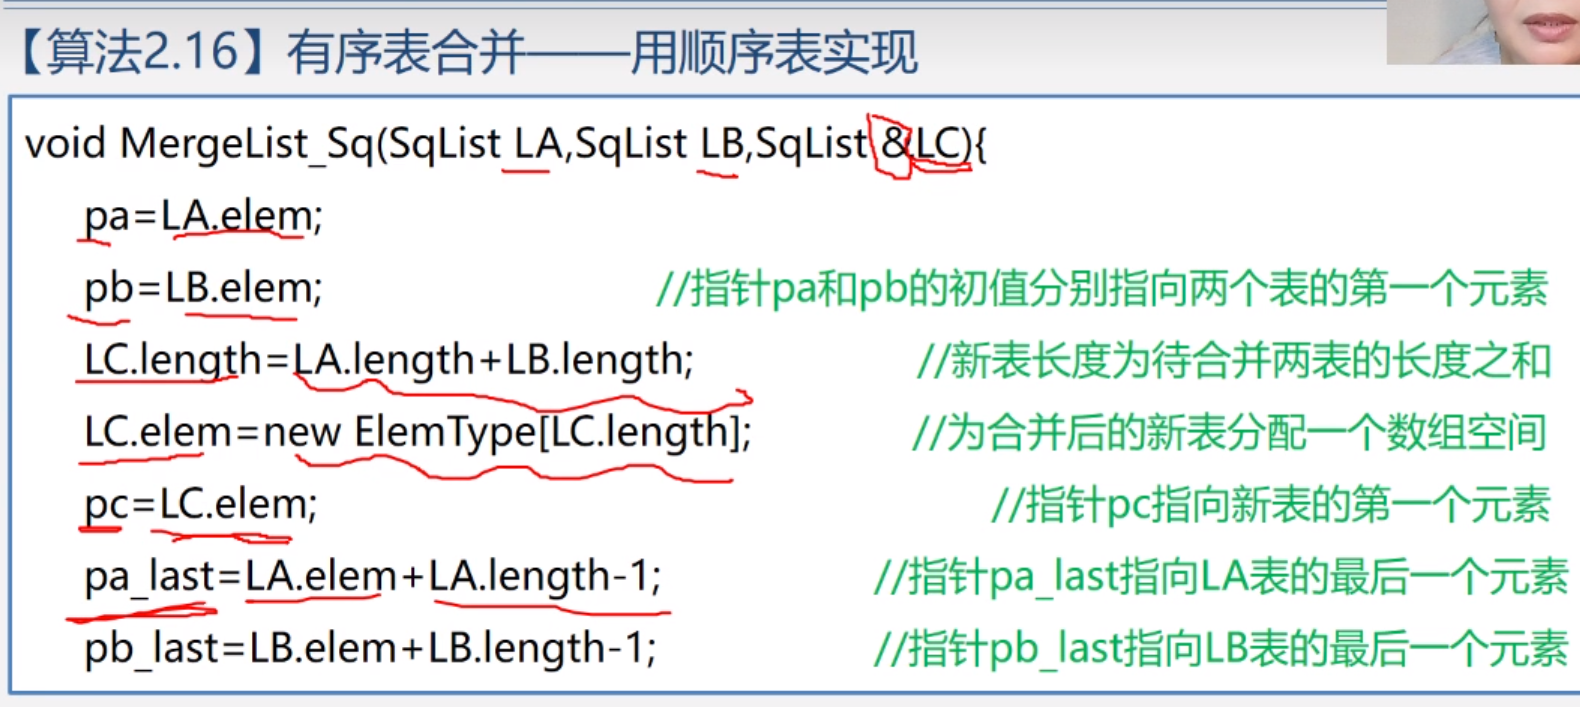 【算法2.16】有序表合并——用顺序表实现
void MergeList_Sq(SqList LA,SqList LB,SqList &LC){
pa=LA.elem;
pb=LB.elem; //指针pa和pb的初值分别指向两个表的第一个元素
LC.length=LA.length+LB.length; //新表长度为待合并两表的长度之和
LC.elem=new ElemType[LC.length]; //为合并后的新表分配一个数组空间
pc=LC.elem; //指针pc指向新表的第一个元素
pa_last=LA.elem+LA.length-1; //指针pa_last指向LA表的最后一个元素
pb_last=LB.elem+LB.length-1; //指针pb_last指向LB表的最后一个元素